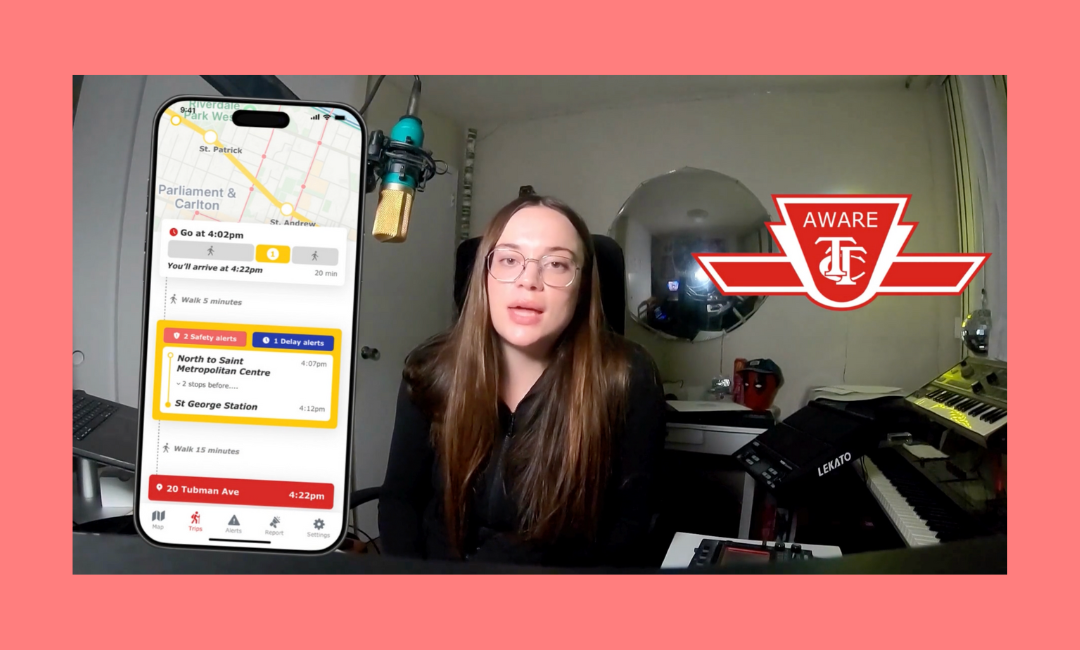 9:41
Riverdale
Park Wes
St. Patrick
Parliament &
Carlton
St. Andrew
Go at 4:02pm
1
You'll arrive at 4:22pm
20 min
Walk 5 minutes
2 Safety alerts
1 Delay alerts
North to Saint
Metropolitan Centre
4:07pm
~ 2 stops before....
St George Station
4:12pm
Walk 15 minutes
20 Tubman Ave
4:22pm
Map
Trips
Alerts
Report
Settings
AWARE
TTC
LEKATO